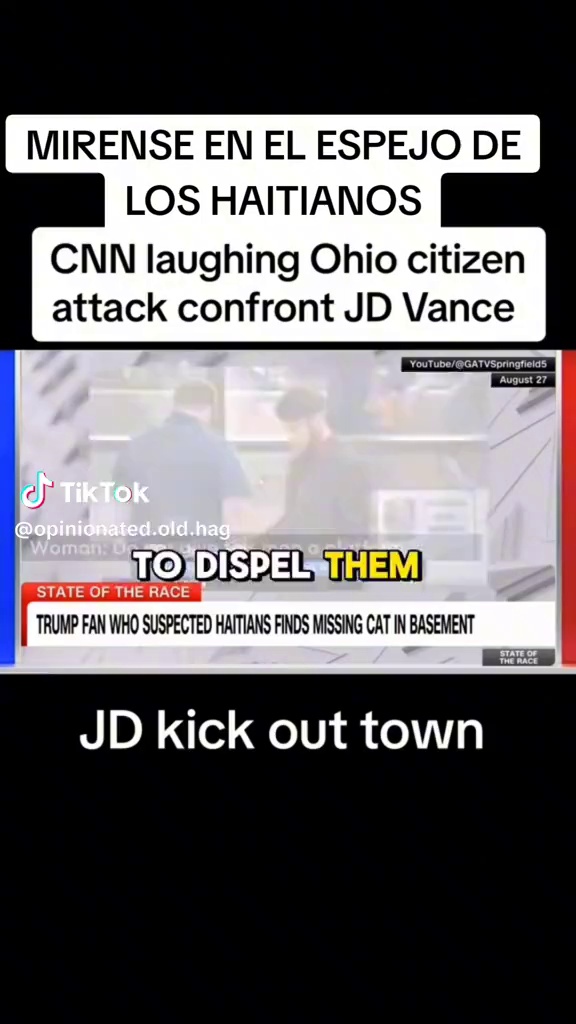 MIRENSE EN EL ESPEJO DE
LOS HAITIANOS
CNN laughing Ohio citizen
attack confront JD Vance
YouTube/@GATVSpringfield5
August 27
TikTok
@opinionated.old.hag
Woman: Do
TO DISPEL THEM
STATE OF THE RACE
TRUMP FAN WHO SUSPECTED HAITIANS FINDS MISSING CAT IN BASEMENT
STATE OF
THE RACE
JD kick out town